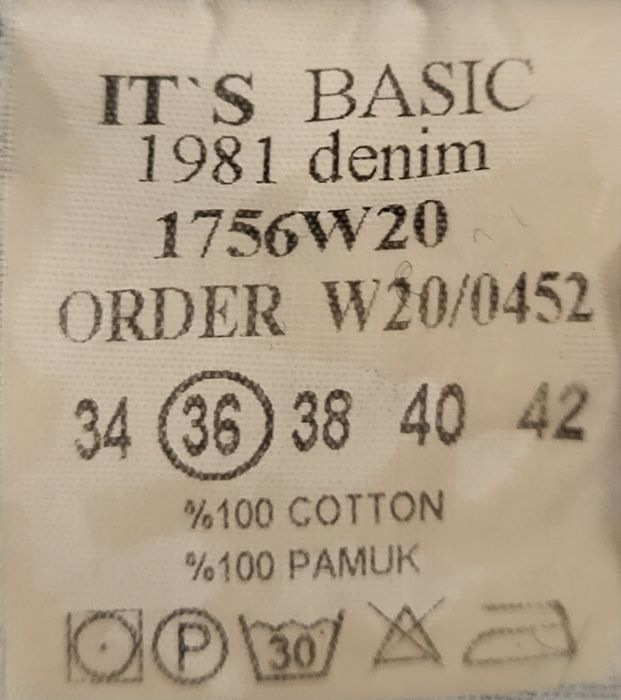 IT`S BASIC
1981 denim
1756W20
ORDER W20/0452
34 36 38 40 42
%100 COTTON
%100 PAMUK
P 30